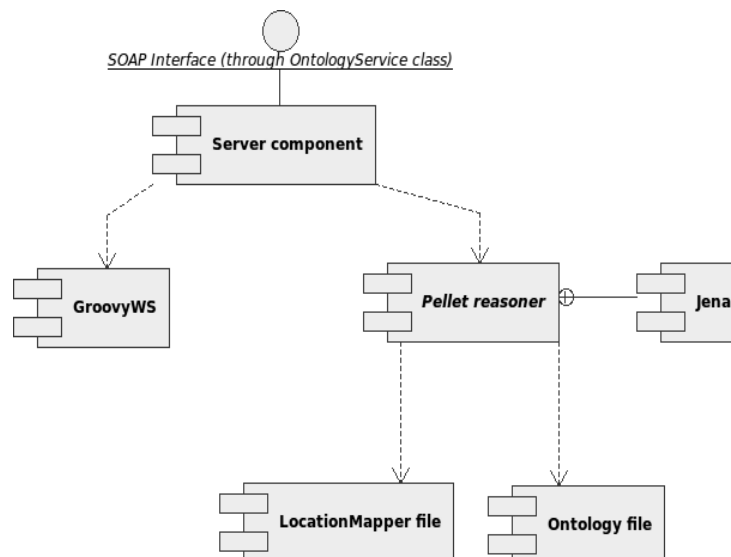 SOAP Interface (through OntologyService class)
Server component
GroovyWS
Pellet reasoner
Jena
LocationMapper file
Ontology file